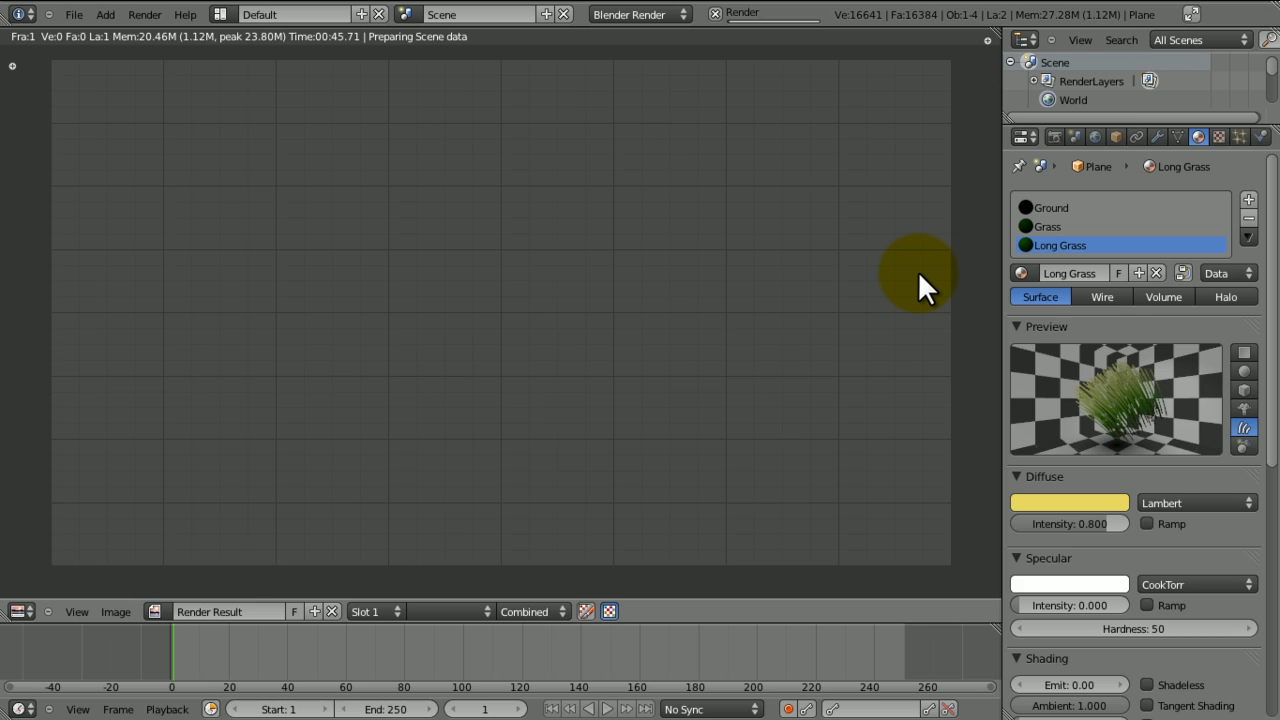 File Add Render Help Default Scene Blender Render Render Ve:16641 | Fa:16384 | Ob:1-4 | La:2 | Mem:27.28M (1.12M) | Plane
Fra:1 Ve:0 Fa:0 La:1 Mem:20.46M (1.12M, peak 23.80M) Time:00:45.71 | Preparing Scene data
View Search All Scenes
Scene
RenderLayers |
World
Plane Long Grass
Ground
Grass
Long Grass
Long Grass F Data
Surface Wire Volume Halo
Preview
Diffuse
Lambert
Intensity: 0.800 Ramp
Specular
CookTorr
Intensity: 0.000 Ramp
Hardness: 50
Shading
Emit: 0.00 Shadeless
Ambient: 1.000 Tangent Shading
View Image Render Result F Slot 1 Combined
-40 -20 0 20 40 60 80 100 120 140 160 180 200 220 240 260
View Frame Playback Start: 1 End: 250 1 No Sync